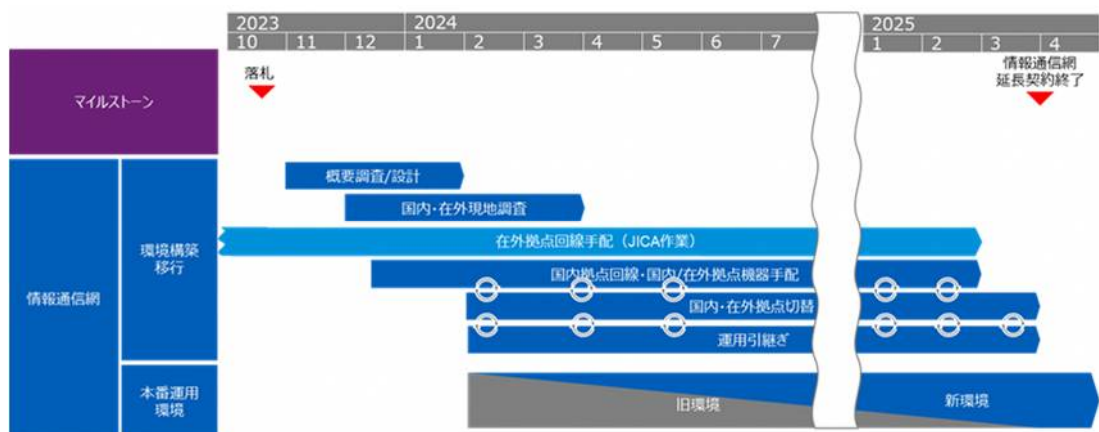 2023 2024 2025
10 11 12 1 2 3 4 5 6 7 1 2 3 4
マイルストーン
落札
情報通信網
延長契約終了
情報通信網
環境構築
移行
概要調査/設計
国内・在外現地調査
在外拠点回線手配（JICA作業）
国内拠点回線・国内/在外拠点機器手配
国内・在外拠点切替
運用引継ぎ
本番運用
環境
旧環境
新環境